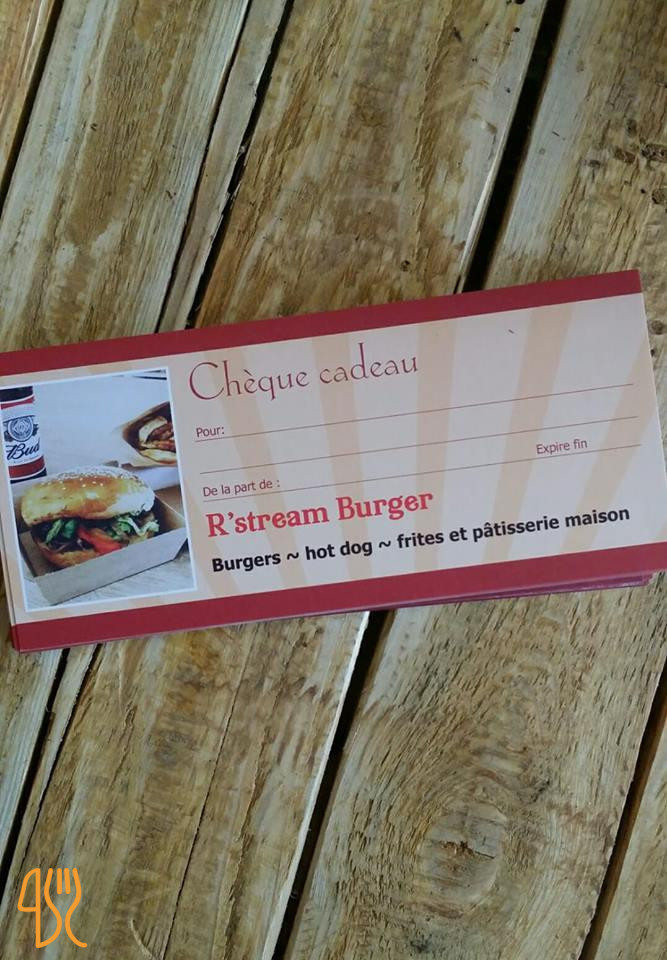 Chèque cadeau
Pour:
De la part de :
Expire fin
R'stream Burger
Burgers ~ hot dog ~ frites et pâtisserie maison
Bud